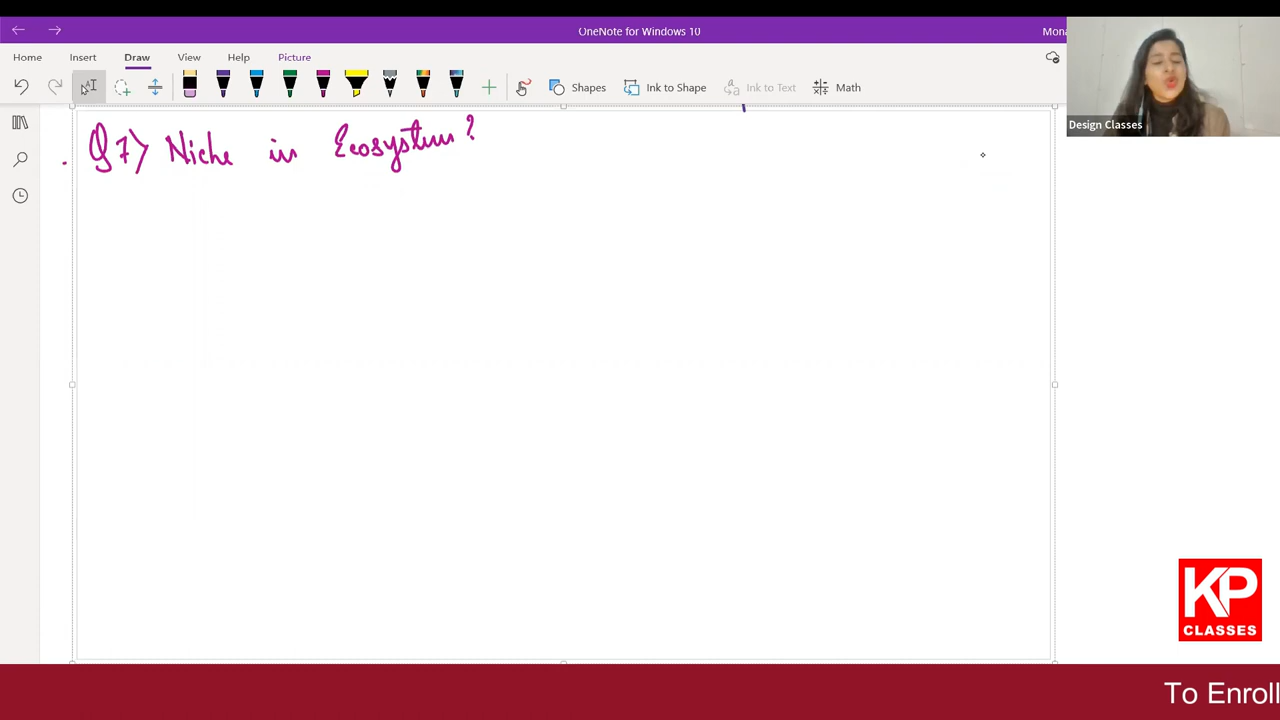 OneNote for Windows 10
Mona
Home Insert Draw View Help Picture
Shapes Ink to Shape Ink to Text Math
Design Classes
Q7> Niche in Ecosystem?
KP
CLASSES
To Enroll